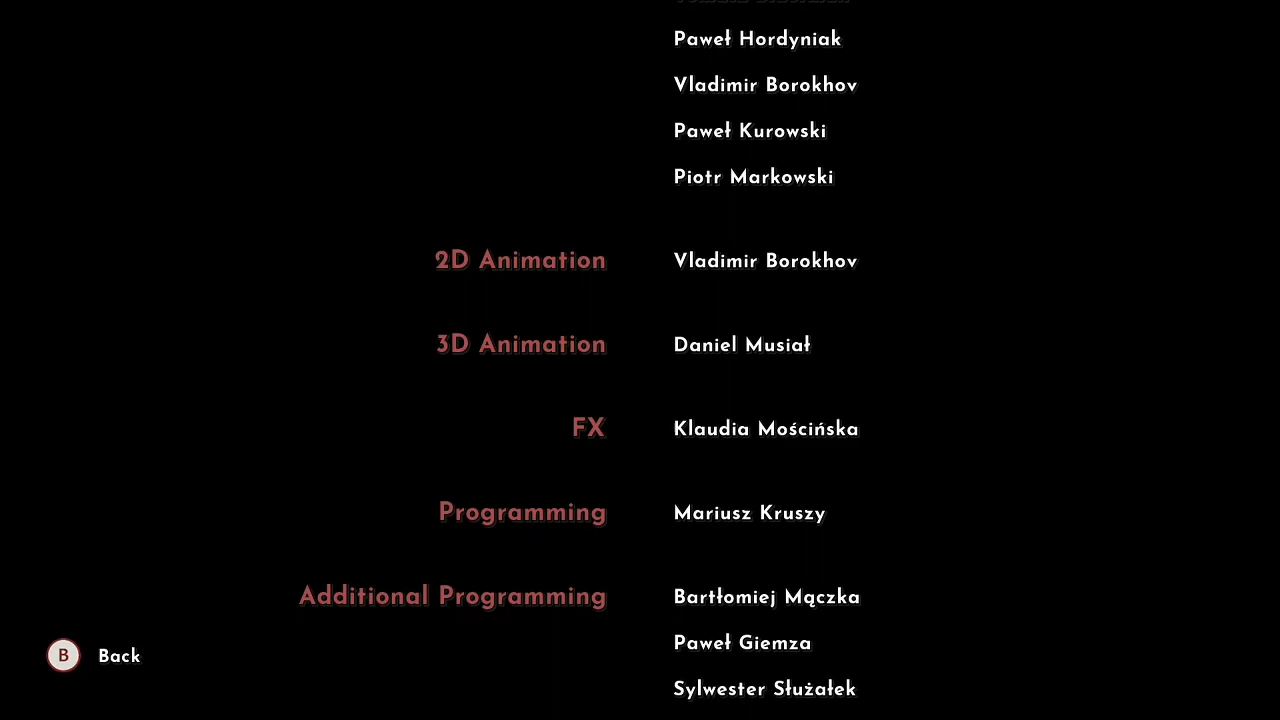 Paweł Hordyniak
Vladimir Borokhov
Paweł Kurowski
Piotr Markowski
2D Animation Vladimir Borokhov
3D Animation Daniel Musiał
FX Klaudia Mościńska
Programming Mariusz Kruszy
Additional Programming Bartłomiej Mączka
Paweł Giemza
B Back
Sylwester Służałek